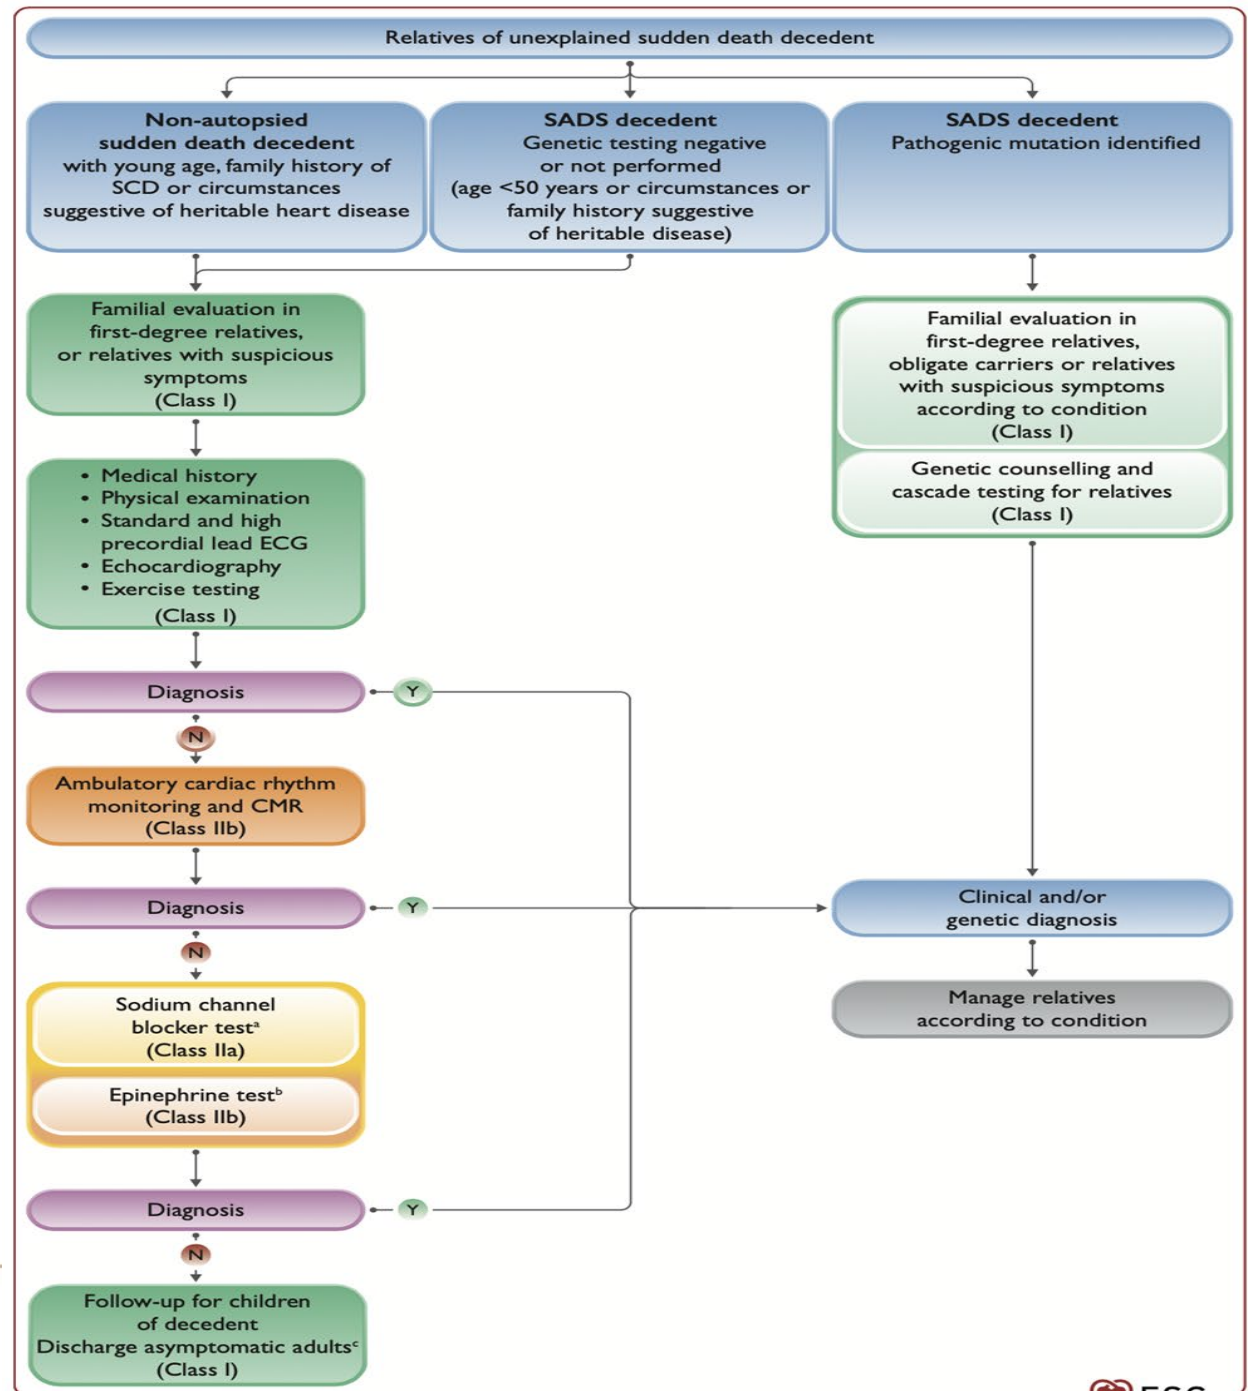 Relatives of unexplained sudden death decedent
Non-autopsied
sudden death decedent
with young age, family history of
SCD or circumstances
suggestive of heritable heart disease
SADS decedent
Genetic testing negative
or not performed
(age <50 years or circumstances or
family history suggestive
of heritable disease)
SADS decedent
Pathogenic mutation identified
Familial evaluation in
first-degree relatives,
or relatives with suspicious
symptoms
(Class I)
Familial evaluation in
first-degree relatives,
obligate carriers or relatives
with suspicious symptoms
according to condition
(Class I)
Genetic counselling and
cascade testing for relatives
(Class I)
• Medical history
• Physical examination
• Standard and high
precordial lead ECG
• Echocardiography
• Exercise testing
(Class I)
Diagnosis
Y
N
Ambulatory cardiac rhythm
monitoring and CMR
(Class IIb)
Diagnosis
Y
Clinical and/or
genetic diagnosis
N
Manage relatives
according to condition
Sodium channel
blocker testᵃ
(Class IIa)
Epinephrine testᵇ
(Class IIb)
Diagnosis
Y
N
Follow-up for children
of decedent
Discharge asymptomatic adultsᶜ
(Class I)